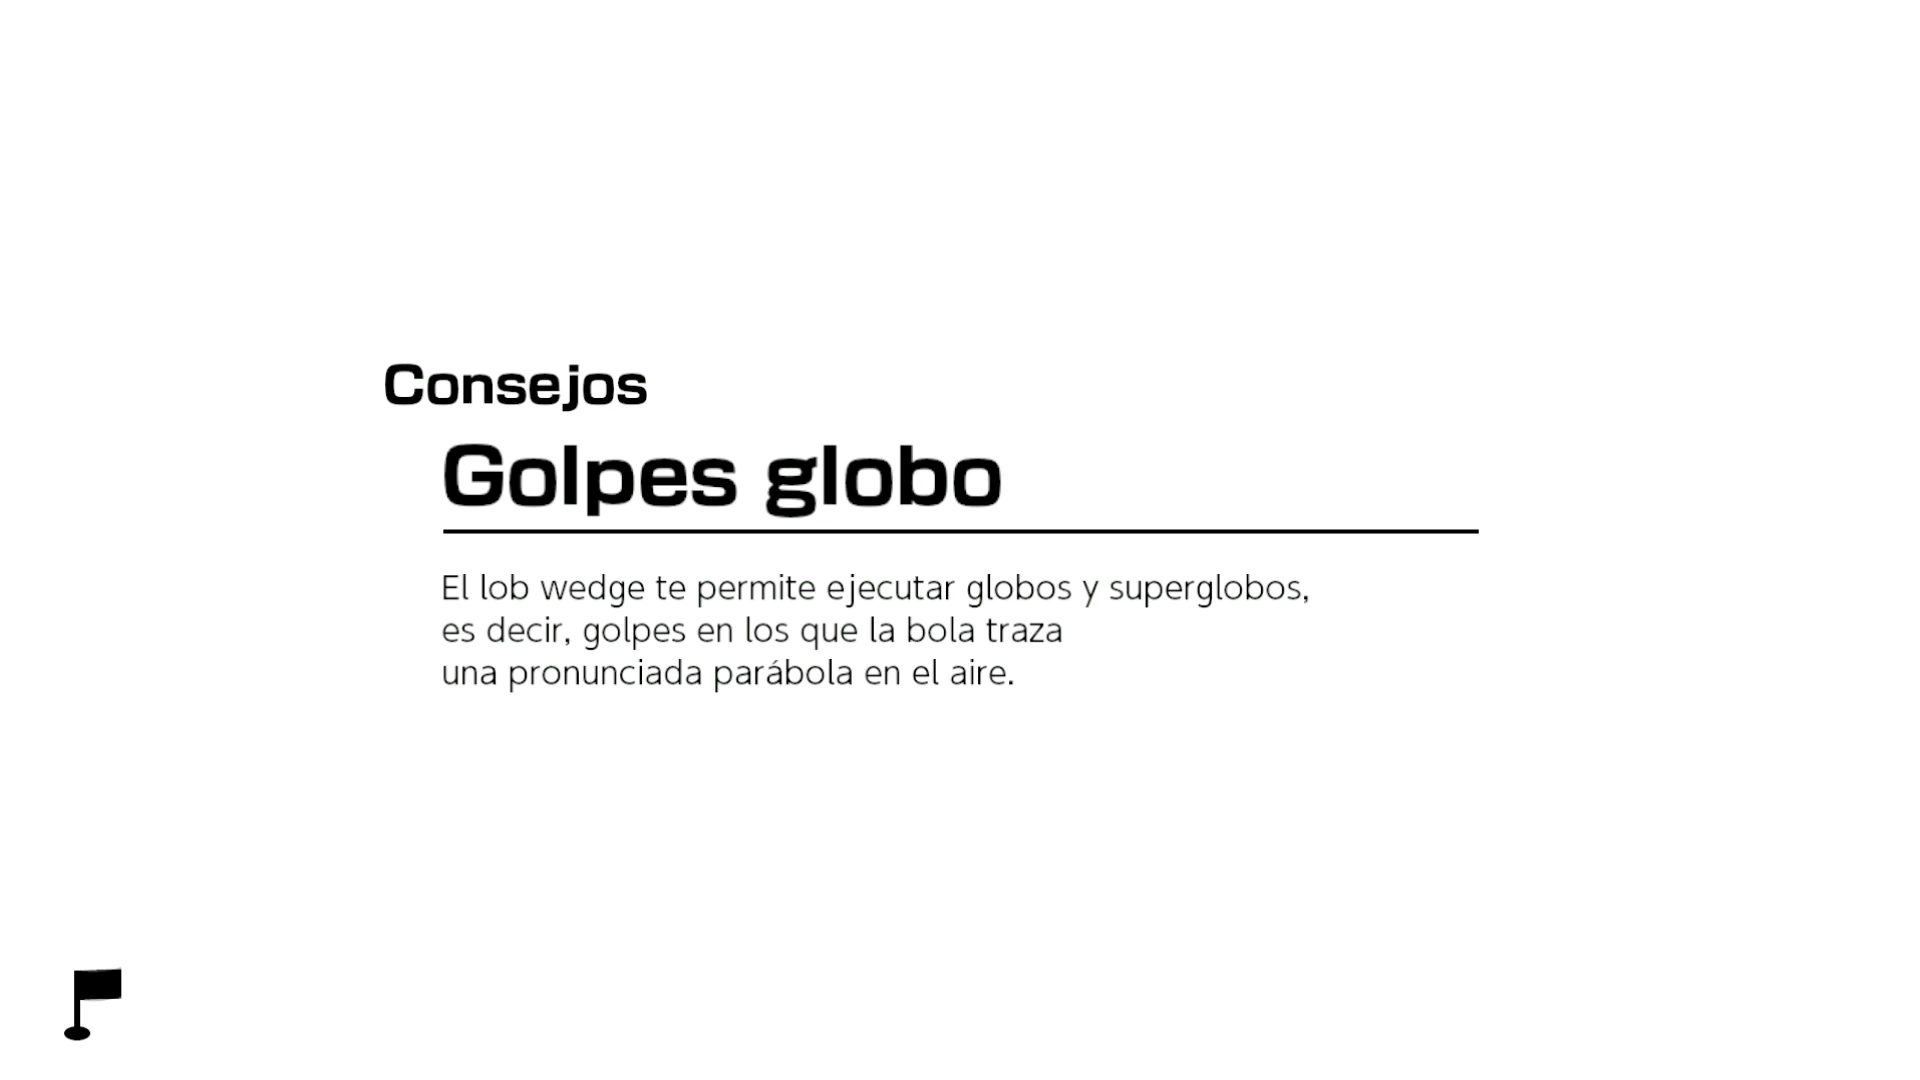 Consejos
Golpes globo
El lob wedge te permite ejecutar globos y superglobos,
es decir, golpes en los que la bola traza
una pronunciada parábola en el aire.